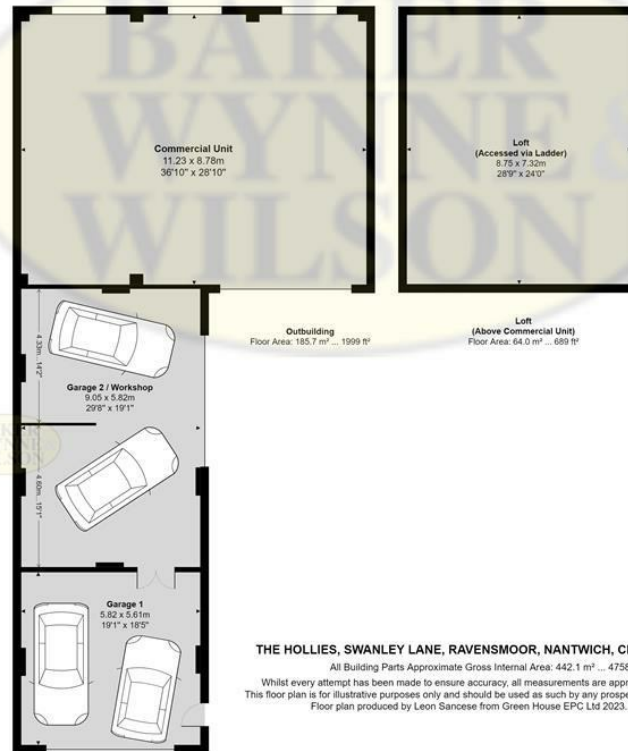 BAKER
WYNNE &
WILSON
Commercial Unit
11.23 x 8.78m
36'10" x 28'10"
Loft
(Accessed via Ladder)
8.75 x 7.32m
28'9" x 24'0"
Outbuilding
Floor Area: 185.7 m² ... 1999 ft²
Loft
(Above Commercial Unit)
Floor Area: 64.0 m² ... 689 ft²
4.33m 14'2"
Garage 2 / Workshop
9.05 x 5.82m
29'8" x 19'1"
4.60m 15'1"
Garage 1
5.82 x 5.61m
19'1" x 18'5"
THE HOLLIES, SWANLEY LANE, RAVENSMOOR, NANTWICH,
All Building Parts Approximate Gross Internal Area: 442.1 m² ... 4758
Whilst every attempt has been made to ensure accuracy, all measurements are
This floor plan is for illustrative purposes only and should be used as such by any
Floor plan produced by Leon Sancese from Green House EPC Ltd 2023.